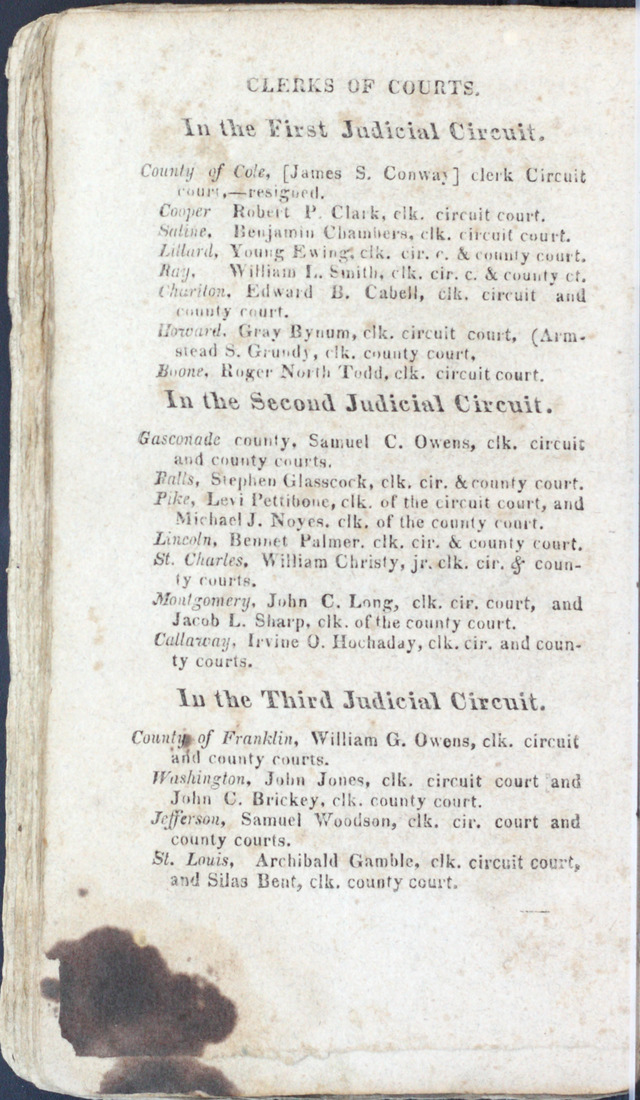 CLERKS OF COURTS.
In the First Judicial Circuit.
County of Cole, [James S. Conway] clerk Circuit
court,—resigned.
Cooper Robert P. Clark, clk. circuit court.
Saline, Benjamin Chambers, clk. circuit court.
Lillard, Young Ewing, clk. cir. c. & county court.
Ray, William L. Smith, clk. cir. c. & county ct.
Chariton, Edward B. Cabell, clk. circuit and
county court.
Howard, Gray Bynum, clk. circuit court, (Arm-
stead S. Grundy, clk. county court,
Boone, Roger North Todd, clk. circuit court.
In the Second Judicial Circuit.
Gasconade county, Samuel C. Owens, clk. circuit
and county courts.
Ralls, Stephen Glasscock, clk. cir. & county court.
Pike, Levi Pettibone, clk. of the circuit court, and
Michael J. Noyes. clk. of the county court.
Lincoln, Bennet Palmer. clk. cir. & county court.
St. Charles, William Christy, jr. clk. cir. & coun-
ty courts.
Montgomery, John C. Long, clk. cir. court, and
Jacob L. Sharp, clk. of the county court.
Callaway, Irvine O. Hochaday, clk. cir. and coun-
ty courts.
In the Third Judicial Circuit.
County of Franklin, William G. Owens, clk. circuit
and county courts.
Washington, John Jones, clk. circuit court and
John C. Brickey, clk. county court.
Jefferson, Samuel Woodson, clk. cir. court and
county courts.
St. Louis, Archibald Gamble, clk. circuit court,
and Silas Bent, clk. county court.